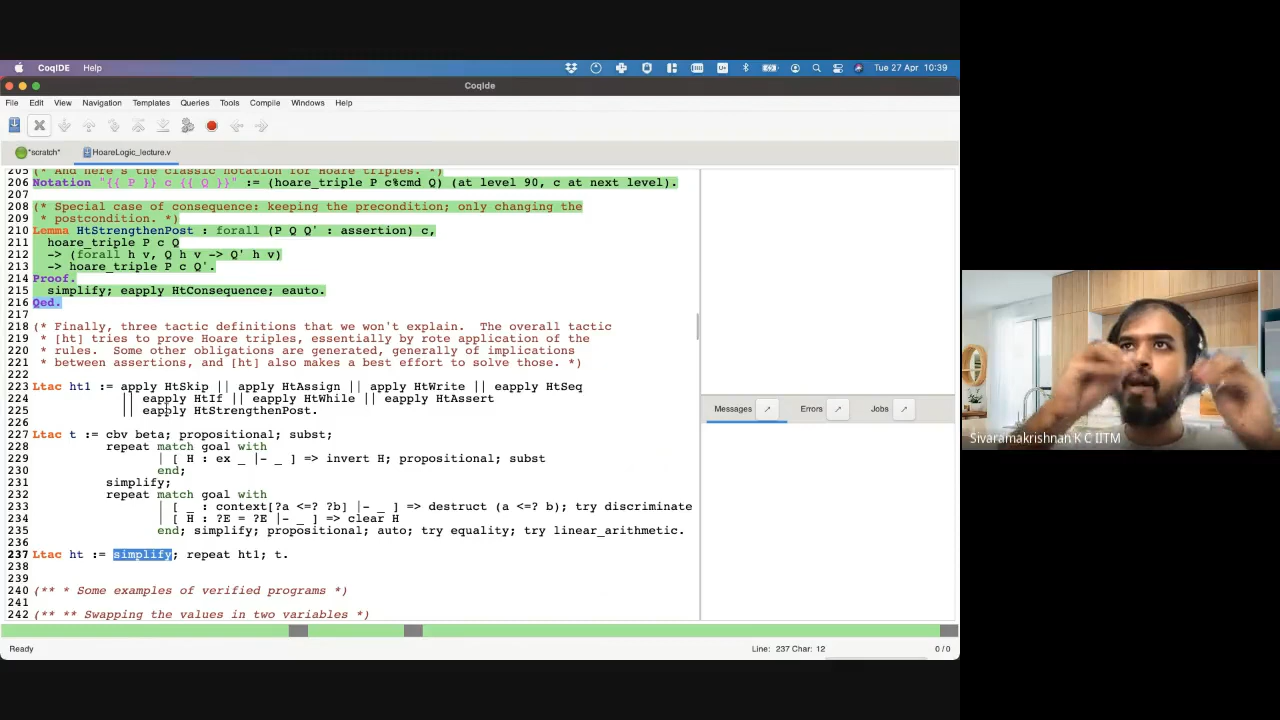 CoqIDE Help Tue 27 Apr 10:39
CoqIde
File Edit View Navigation Templates Queries Tools Compile Windows Help
*scratch* HoareLogic_lecture.v
205 (* And here's the classic notation for Hoare triples. *)
206 Notation "{{ P }} c {{ Q }}" := (hoare_triple P c%cmd Q) (at level 90, c at next level).
207
208 (* Special case of consequence: keeping the precondition; only changing the
209 * postcondition. *)
210 Lemma HtStrengthenPost : forall (P Q Q' : assertion) c,
211 hoare_triple P c Q
212 -> (forall h v, Q h v -> Q' h v)
213 -> hoare_triple P c Q'.
214 Proof.
215 simplify; eapply HtConsequence; eauto.
216 Qed.
217
218 (* Finally, three tactic definitions that we won't explain. The overall tactic
219 * [ht] tries to prove Hoare triples, essentially by rote application of the
220 * rules. Some other obligations are generated, generally of implications
221 * between assertions, and [ht] also makes a best effort to solve those. *)
222
223 Ltac ht1 := apply HtSkip || apply HtAssign || apply HtWrite || eapply HtSeq
224 || eapply HtIf || eapply HtWhile || eapply HtAssert
225 || eapply HtStrengthenPost.
226
227 Ltac t := cbv beta; propositional; subst;
228 repeat match goal with
229 | [ H : ex _ |- _ ] => invert H; propositional; subst
230 end;
231 simplify;
232 repeat match goal with
233 | [ _ : context[?a <=? ?b] |- _ ] => destruct (a <=? b); try discriminate
234 | [ H : ?E = ?E |- _ ] => clear H
235 end; simplify; propositional; auto; try equality; try linear_arithmetic.
236
237 Ltac ht := simplify; repeat ht1; t.
238
239
240 (** * Some examples of verified programs *)
241
242 (** ** Swapping the values in two variables *)
Messages Errors Jobs
Ready Line: 237 Char: 12 0 / 0
Sivaramakrishnan K C IITM